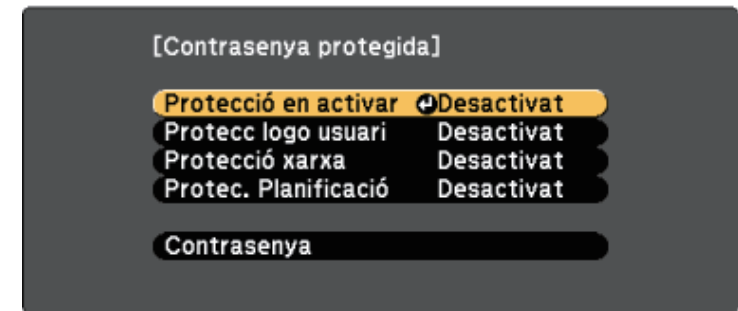 [Contrasenya protegida]
Protecció en activar Desactivat
Protecc logo usuari Desactivat
Protecció xarxa Desactivat
Protec. Planificació Desactivat
Contrasenya